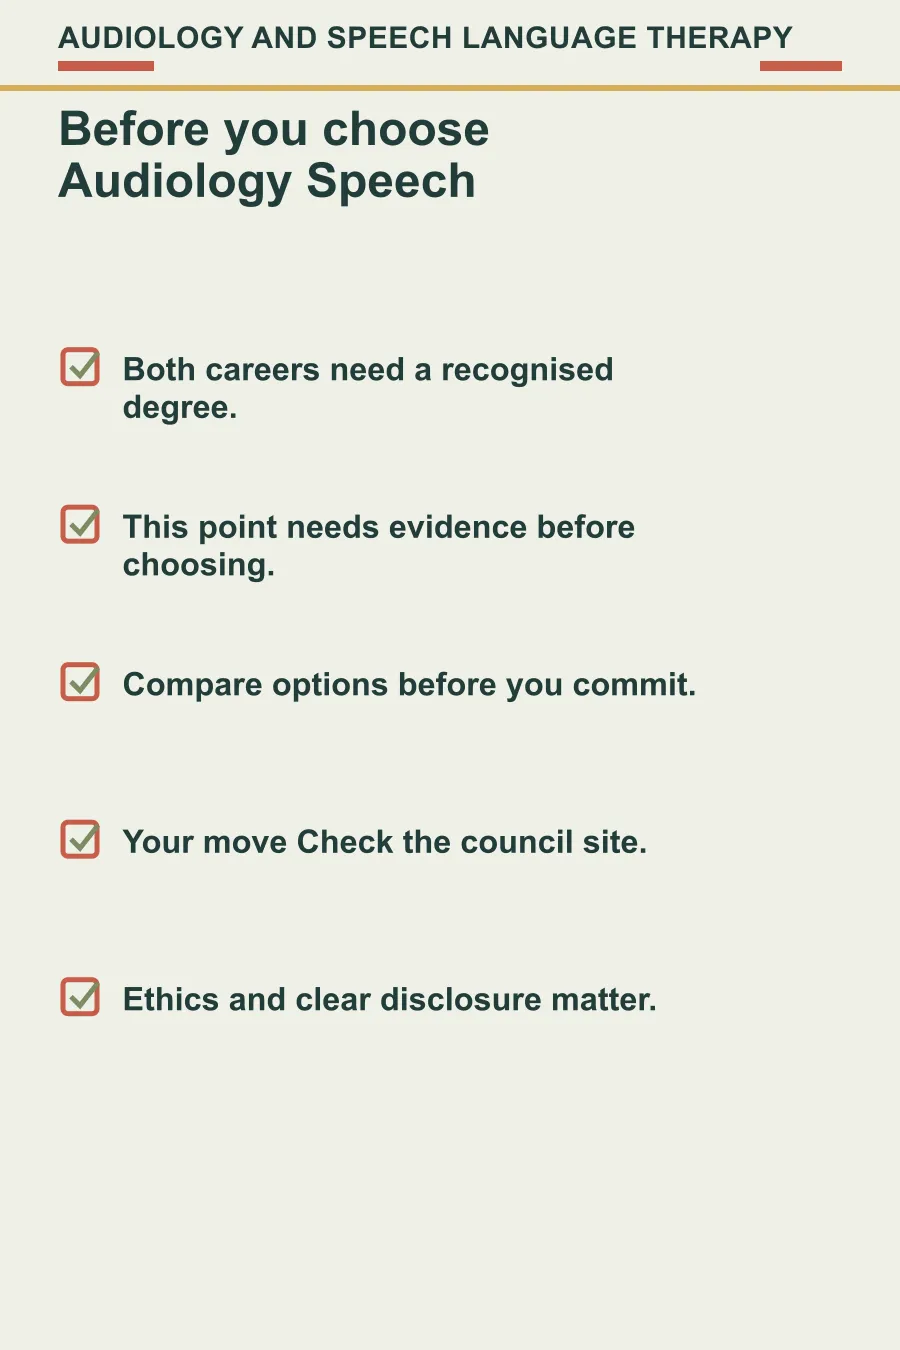 AUDIOLOGY AND SPEECH LANGUAGE THERAPY
Before you choose
Audiology Speech
Both careers need a recognised
degree.
This point needs evidence before
choosing.
Compare options before you commit.
Your move Check the council site.
Ethics and clear disclosure matter.